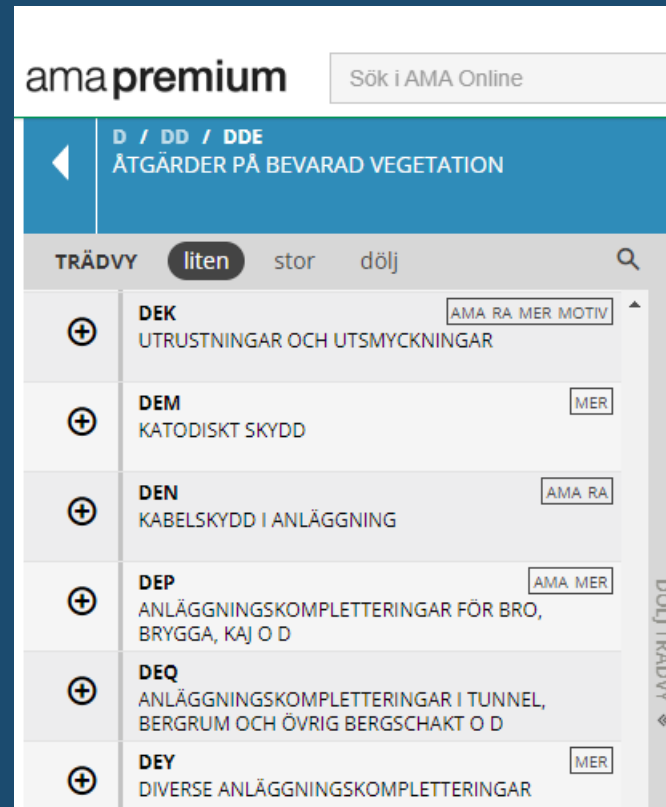 amapremium
Sök i AMA Online
D / DD / DDE
ÅTGÄRDER PÅ BEVARAD VEGETATION
TRÄDVY liten stor dölj
DEK AMA RA MER MOTIV
UTRUSTNINGAR OCH UTSMYCKNINGAR
DEM MER
KATODISKT SKYDD
DEN AMA RA
KABELSKYDD I ANLÄGGNING
DEP AMA MER
ANLÄGGNINGSKOMPLETTERINGAR FÖR BRO,
BRYGGA, KAJ O D
DEQ
ANLÄGGNINGSKOMPLETTERINGAR I TUNNEL,
BERGRUM OCH ÖVRIG BERGSCHAKT O D
DEY MER
DIVERSE ANLÄGGNINGSKOMPLETTERINGAR
DÖLJ TRÄDVY «